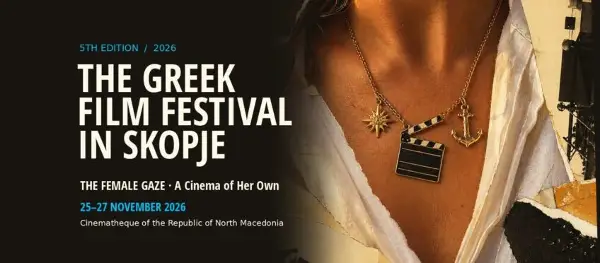 5TH EDITION / 2026
THE GREEK
FILM FESTIVAL
IN SKOPJE
THE FEMALE GAZE · A Cinema of Her Own
25–27 NOVEMBER 2026
Cinematheque of the Republic of North Macedonia